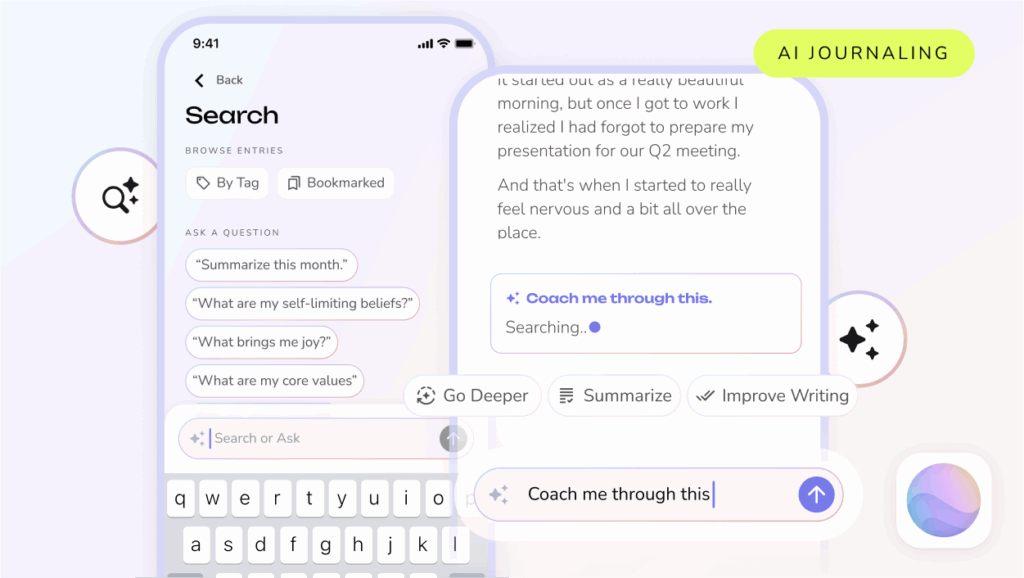 9:41
Back
Search
BROWSE ENTRIES
By Tag
Bookmarked
ASK A QUESTION
“Summarize this month.”
“What are my self-limiting beliefs?”
“What brings me joy?”
“What are my core values”
Search or Ask
q w e r t y u i o p
a s d f g h j k l
AI JOURNALING
It started out as a really beautiful
morning, but once I got to work I
realized I had forgot to prepare my
presentation for our Q2 meeting.
And that's when I started to really
feel nervous and a bit all over the
place.
Coach me through this.
Searching..
Go Deeper
Summarize
Improve Writing
Coach me through this